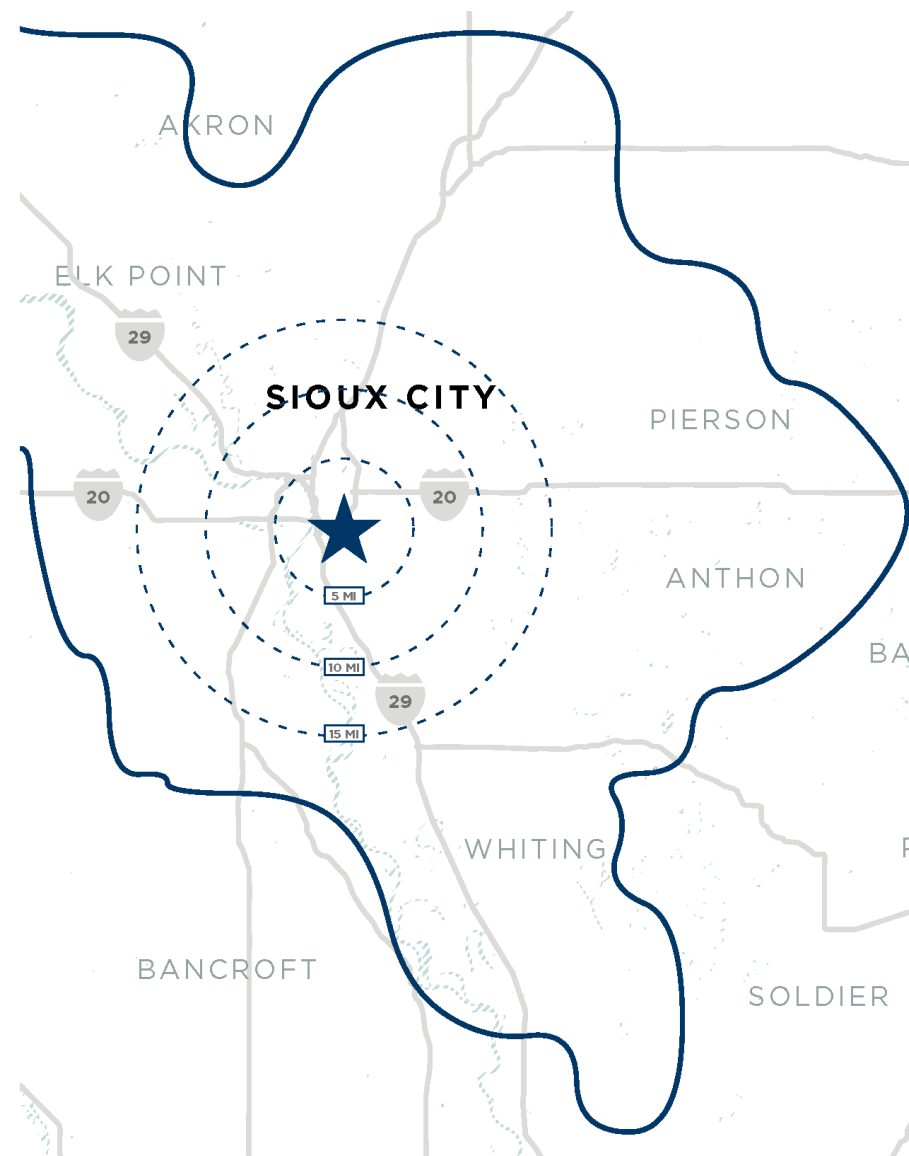 AKRON
ELK POINT
29
SIOUX CITY
PIERSON
20
20
ANTHON
5 MI
BA
10 MI
29
15 MI
WHITING
BANCROFT
SOLDIER